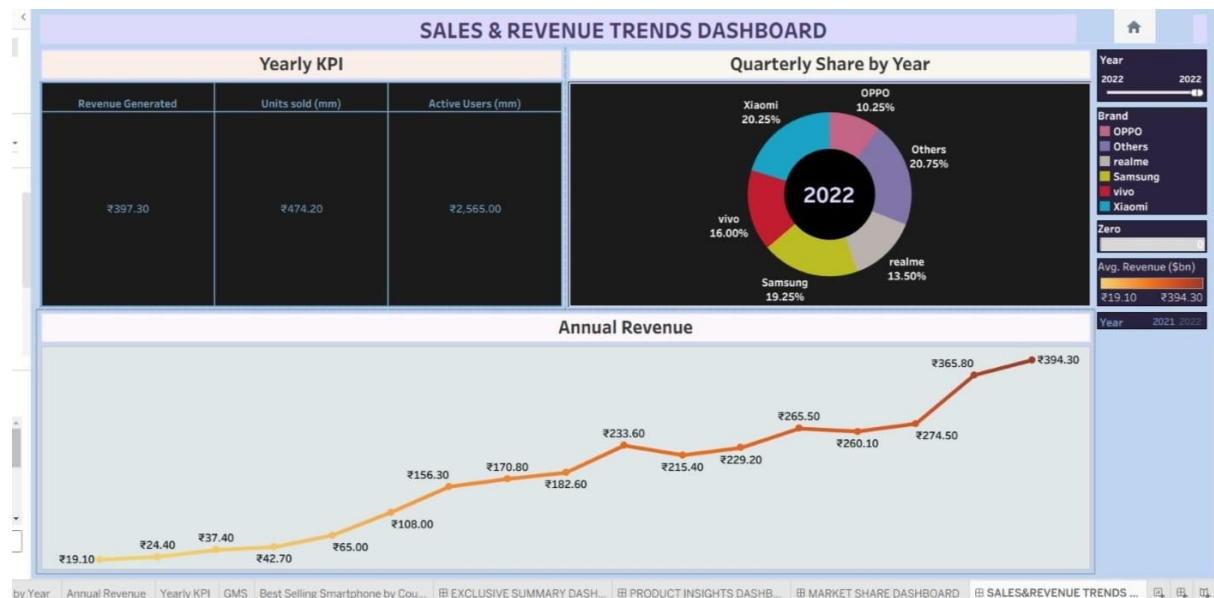 SALES & REVENUE TRENDS DASHBOARD
Yearly KPI
Revenue Generated
Units sold (mm)
Active Users (mm)
₹397.30
₹474.20
₹2,565.00
Quarterly Share by Year
OPPO
10.25%
Others
20.75%
realme
13.50%
Samsung
19.25%
vivo
16.00%
Xiaomi
20.25%
2022
Year
2022 2022
Brand
OPPO
Others
realme
Samsung
vivo
Xiaomi
Zero
0
Avg. Revenue ($bn)
₹19.10 ₹394.30
Year 2021 2022
Annual Revenue
₹19.10
₹24.40
₹37.40
₹42.70
₹65.00
₹108.00
₹156.30
₹170.80
₹182.60
₹233.60
₹215.40
₹229.20
₹265.50
₹260.10
₹274.50
₹365.80
₹394.30
by Year Annual Revenue Yearly KPI GMS Best Selling Smartphone by Cou... EXCLUSIVE SUMMARY DASH... PRODUCT INSIGHTS DASHB... MARKET SHARE DASHBOARD SALES&REVENUE TRENDS ...